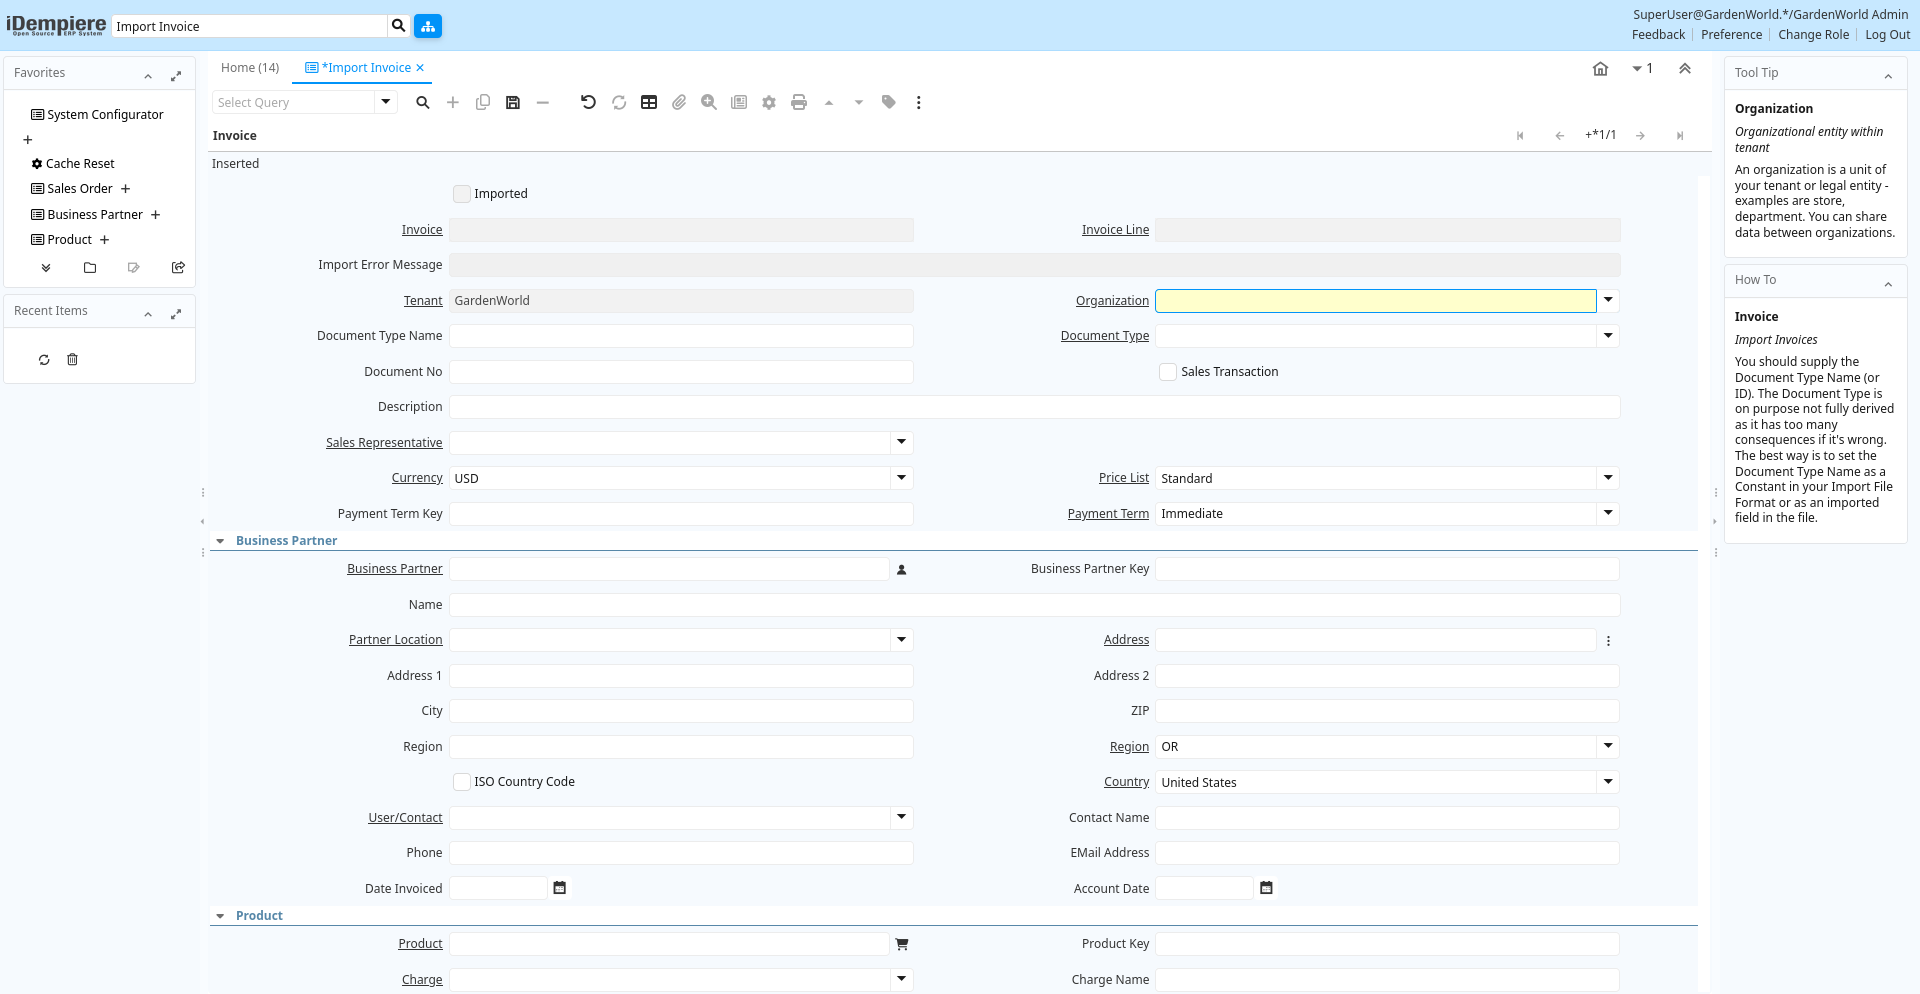 iDempiere
Open Source ERP System
Import Invoice
SuperUser@GardenWorld.*/GardenWorld Admin
Feedback
Preference
Change Role
Log Out
Favorites
System Configurator
Cache Reset
Sales Order
Business Partner
Product
Recent Items
Home (14)
*Import Invoice
1
Select Query
Invoice
+*1/1
Inserted
Imported
Invoice
Invoice Line
Import Error Message
Tenant
GardenWorld
Organization
Document Type Name
Document Type
Document No
Sales Transaction
Description
Sales Representative
Currency
USD
Price List
Standard
Payment Term Key
Payment Term
Immediate
Business Partner
Business Partner
Business Partner Key
Name
Partner Location
Address
Address 1
Address 2
City
ZIP
Region
Region
OR
ISO Country Code
Country
United States
User/Contact
Contact Name
Phone
EMail Address
Date Invoiced
Account Date
Product
Product
Product Key
Charge
Charge Name
Tool Tip
Organization
Organizational entity within
tenant
An organization is a unit of
your tenant or legal entity -
examples are store,
department. You can share
data between organizations.
How To
Invoice
Import Invoices
You should supply the
Document Type Name (or
ID). The Document Type is
on purpose not fully derived
as it has too many
consequences if it's wrong.
The best way is to set the
Document Type Name as a
Constant in your Import File
Format or as an imported
field in the file.